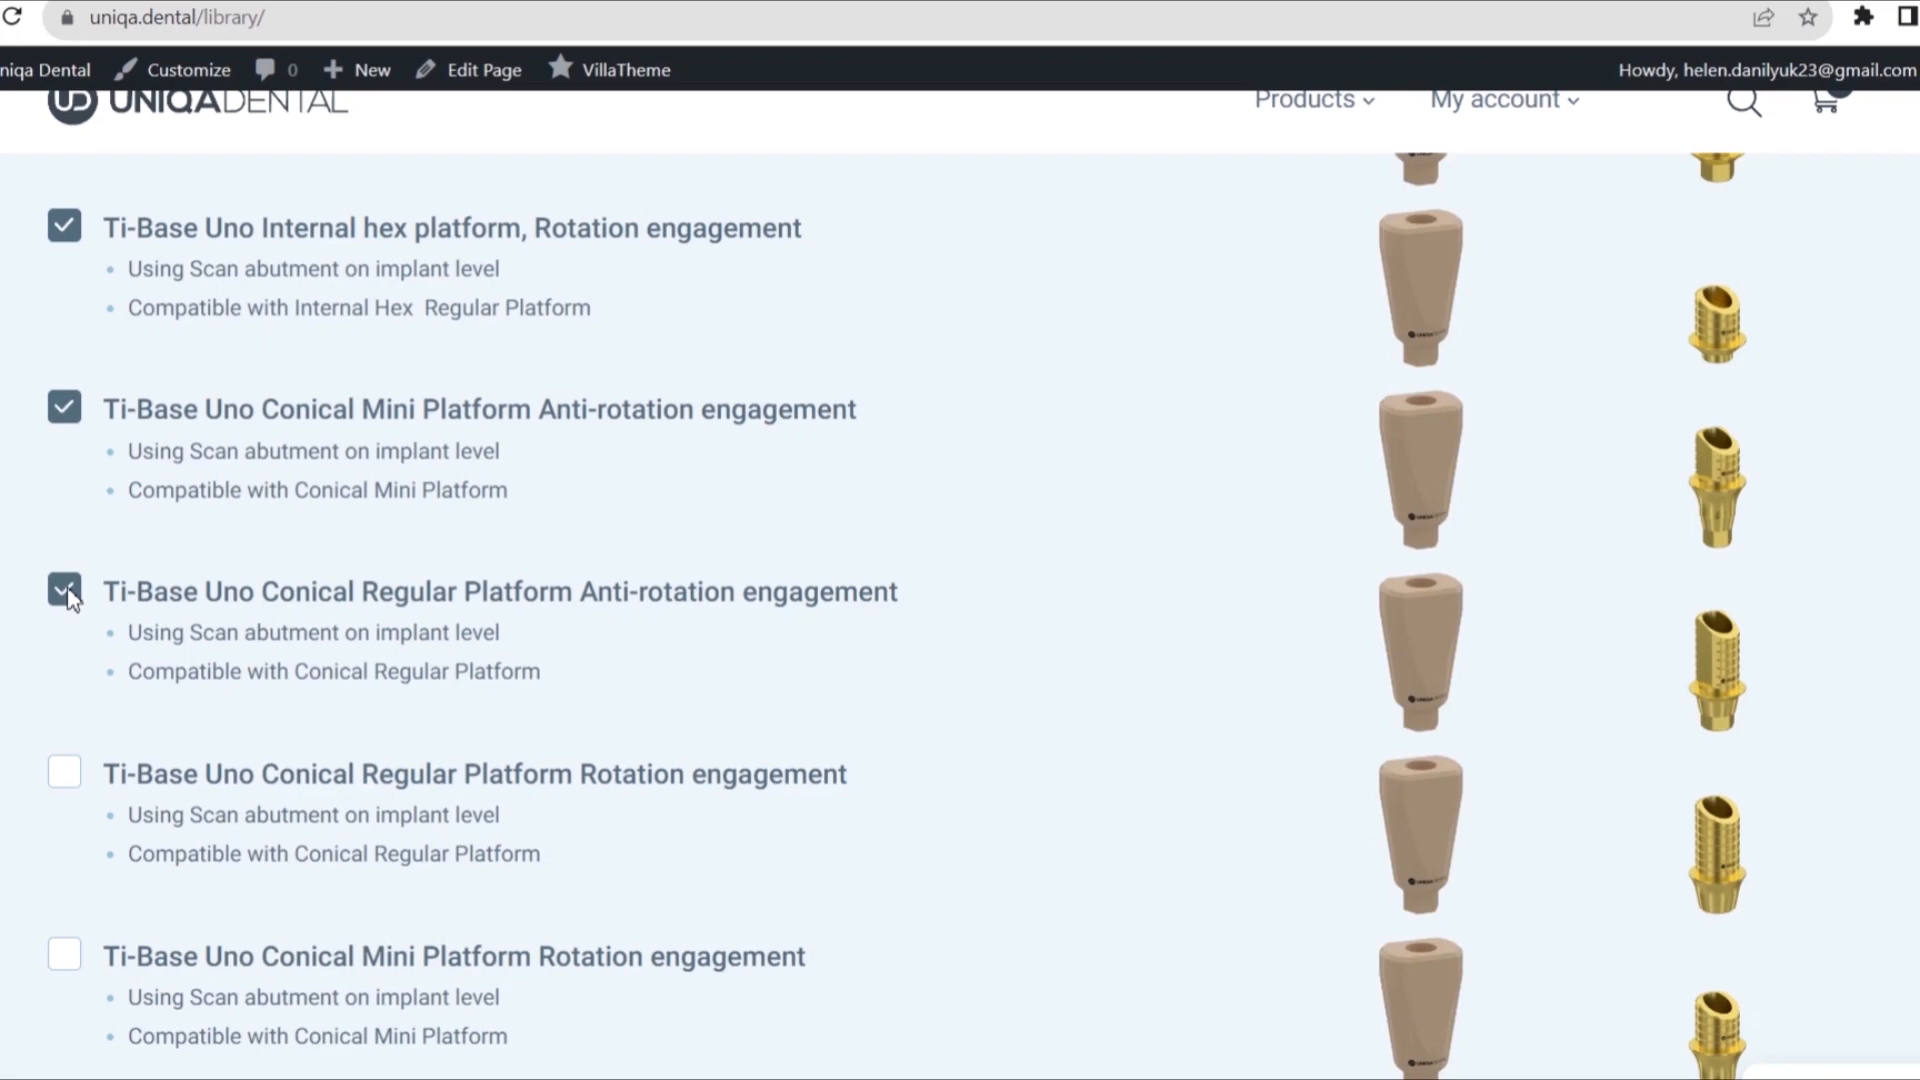 uniqa.dental/library/
niqa Dental Customize 0 New Edit Page VillaTheme Howdy, helen.danilyuk23@gmail.com
UD UNIQADENTAL Products My account
Ti-Base Uno Internal hex platform, Rotation engagement
Using Scan abutment on implant level
Compatible with Internal Hex Regular Platform
Ti-Base Uno Conical Mini Platform Anti-rotation engagement
Using Scan abutment on implant level
Compatible with Conical Mini Platform
Ti-Base Uno Conical Regular Platform Anti-rotation engagement
Using Scan abutment on implant level
Compatible with Conical Regular Platform
Ti-Base Uno Conical Regular Platform Rotation engagement
Using Scan abutment on implant level
Compatible with Conical Regular Platform
Ti-Base Uno Conical Mini Platform Rotation engagement
Using Scan abutment on implant level
Compatible with Conical Mini Platform